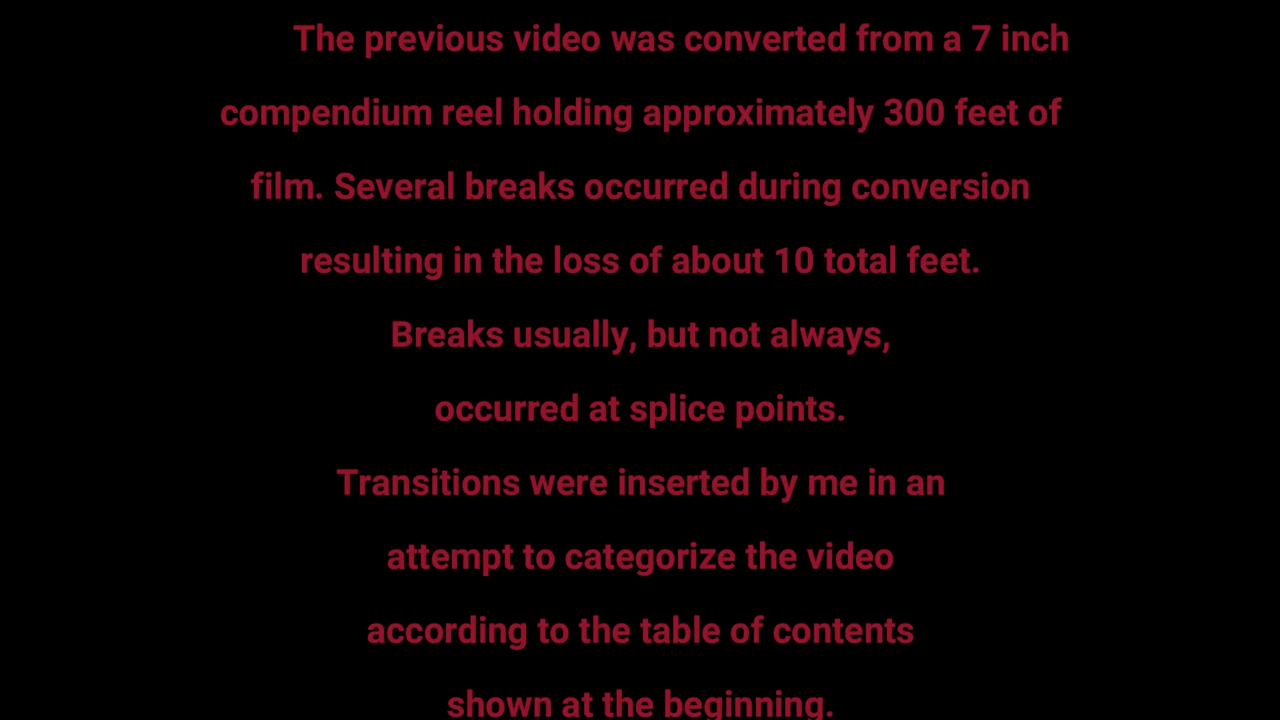 The previous video was converted from a 7 inch
compendium reel holding approximately 300 feet of
film. Several breaks occurred during conversion
resulting in the loss of about 10 total feet.
Breaks usually, but not always,
occurred at splice points.
Transitions were inserted by me in an
attempt to categorize the video
according to the table of contents
shown at the beginning.